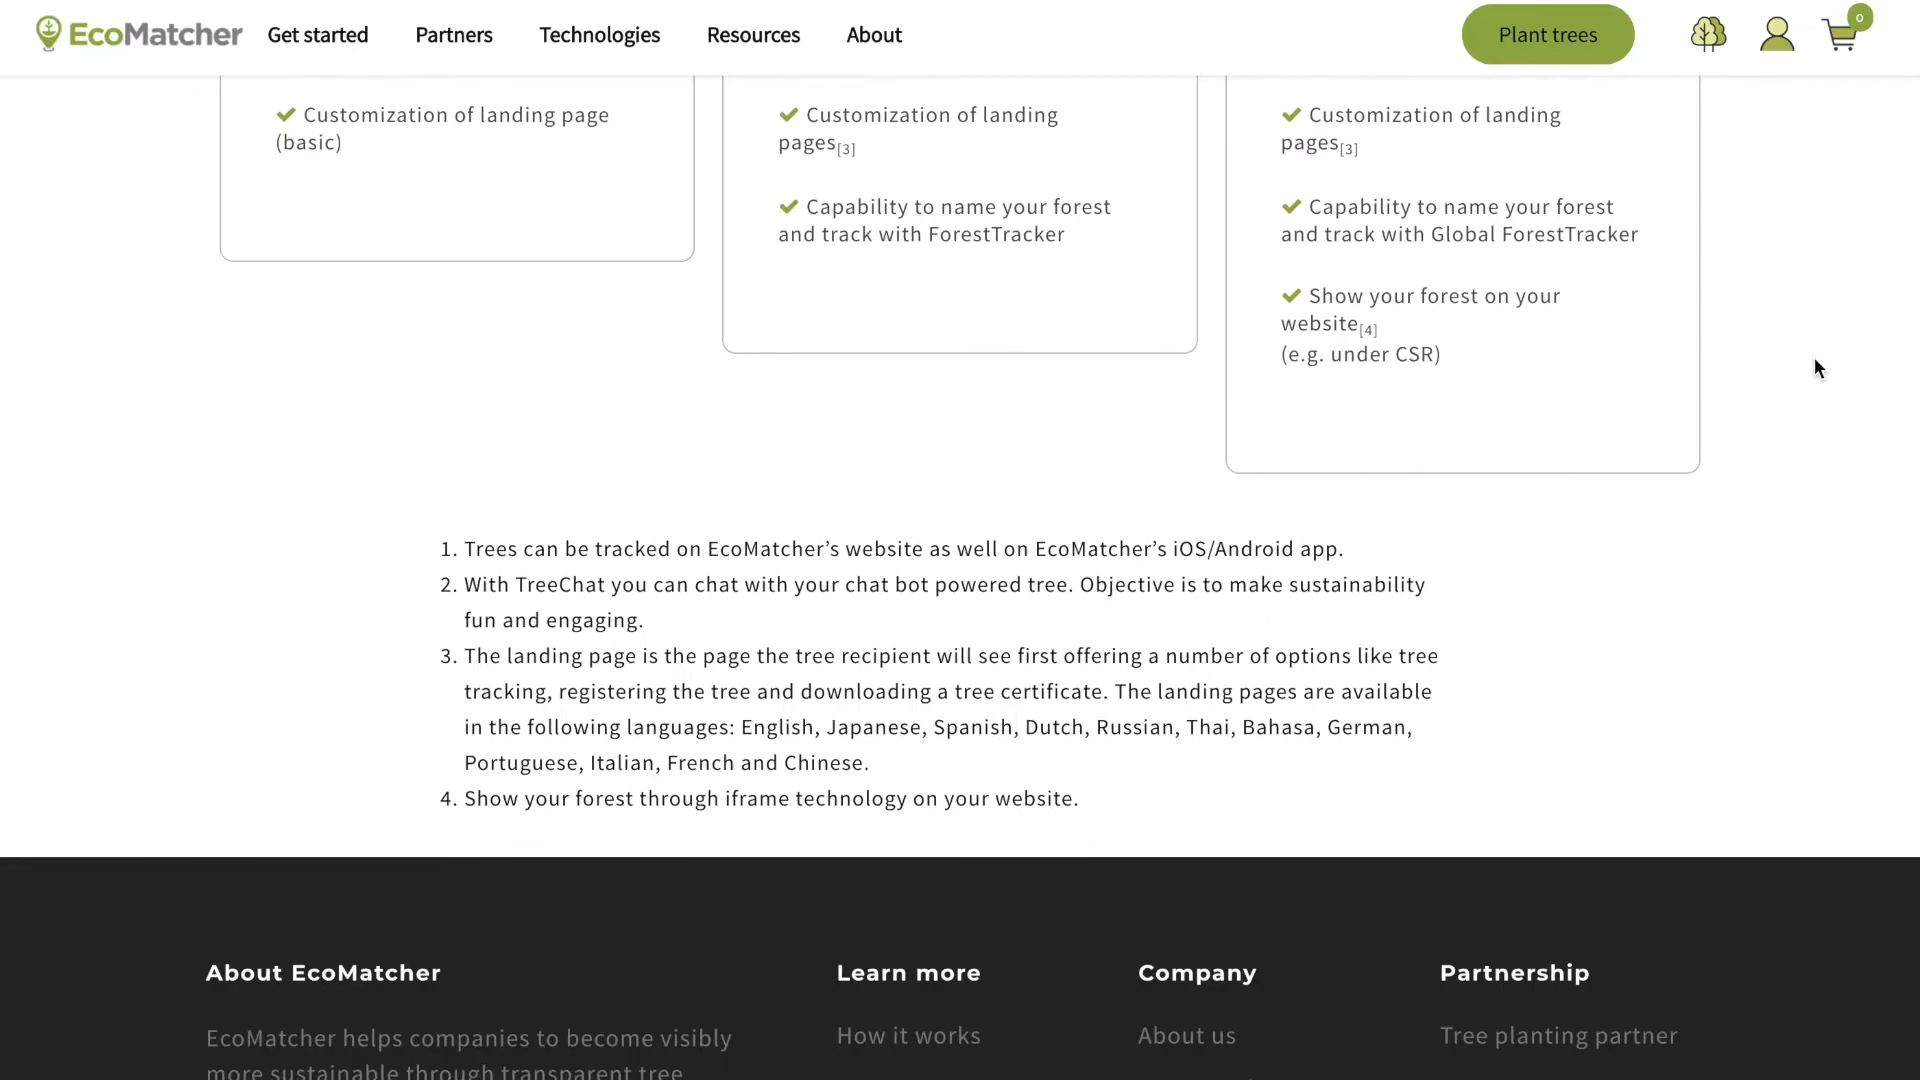 EcoMatcher Get started Partners Technologies Resources About Plant trees 0
✔ Customization of landing page
(basic)
✔ Customization of landing
pages[3]
✔ Capability to name your forest
and track with ForestTracker
✔ Customization of landing
pages[3]
✔ Capability to name your forest
and track with Global ForestTracker
✔ Show your forest on your
website[4]
(e.g. under CSR)
1. Trees can be tracked on EcoMatcher’s website as well on EcoMatcher’s iOS/Android app.
2. With TreeChat you can chat with your chat bot powered tree. Objective is to make sustainability
fun and engaging.
3. The landing page is the page the tree recipient will see first offering a number of options like tree
tracking, registering the tree and downloading a tree certificate. The landing pages are available
in the following languages: English, Japanese, Spanish, Dutch, Russian, Thai, Bahasa, German,
Portuguese, Italian, French and Chinese.
4. Show your forest through iframe technology on your website.
About EcoMatcher
EcoMatcher helps companies to become visibly
more sustainable through transparent tree
Learn more
How it works
Company
About us
Partnership
Tree planting partner